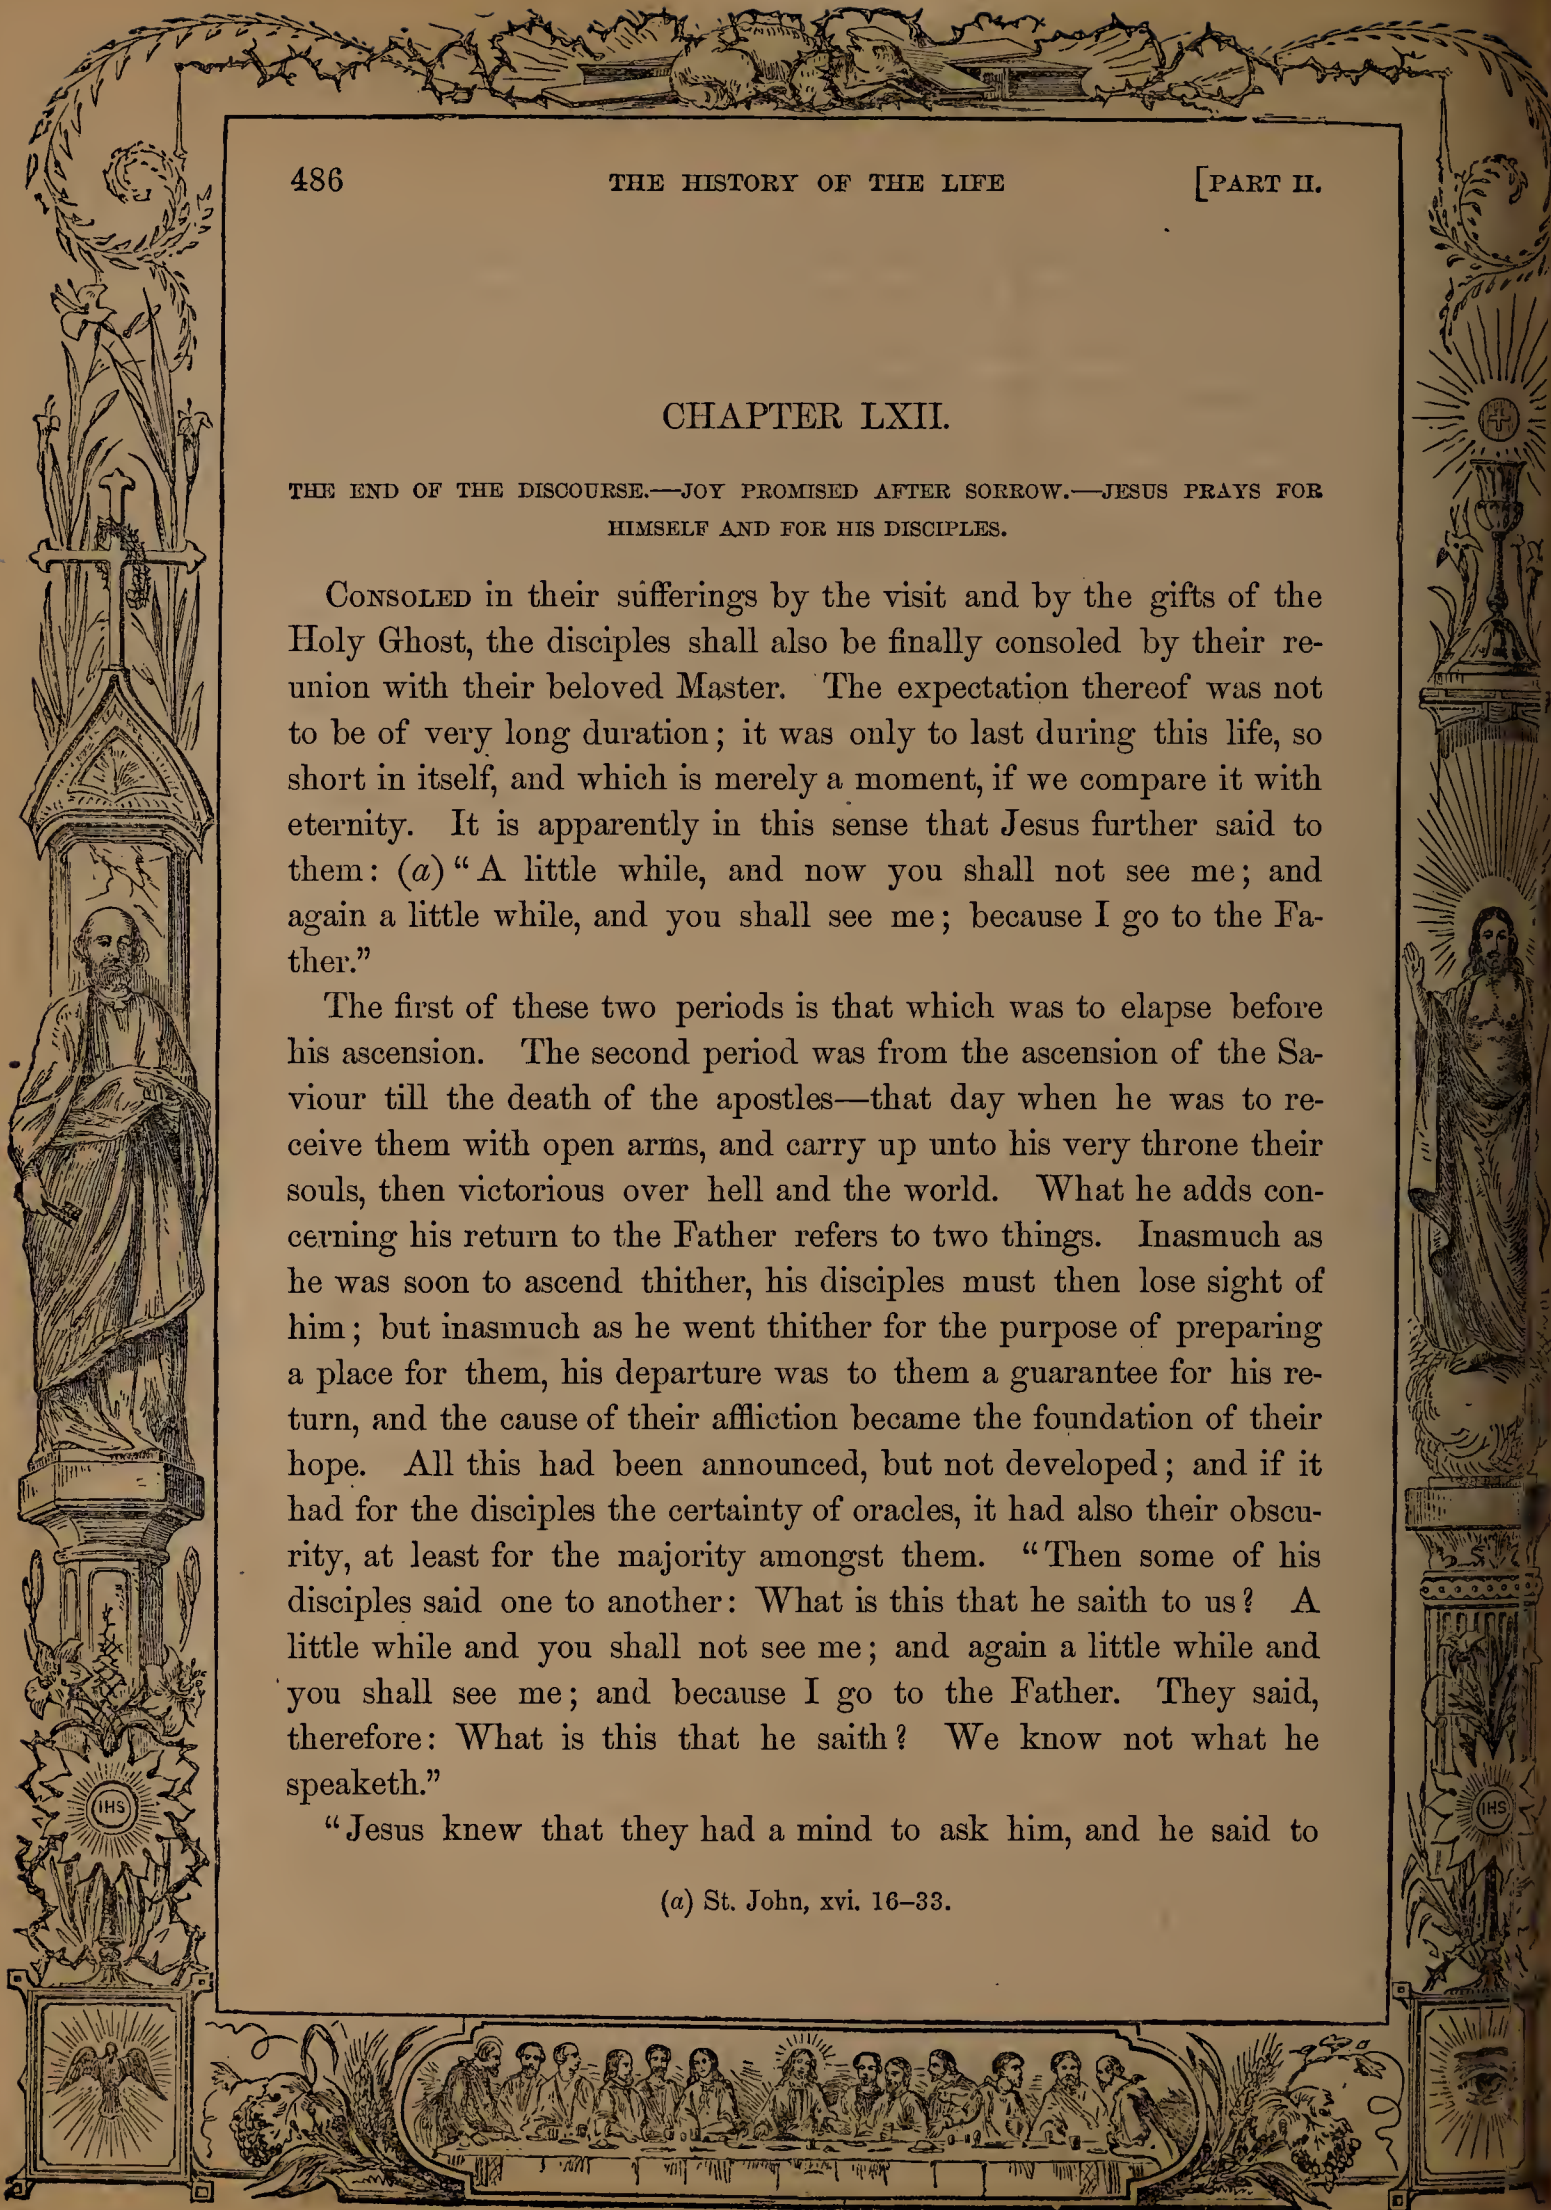 486 THE HISTORY OF THE LIFE [PART II.
CHAPTER LXII.
THE END OF THE DISCOURSE.—JOY PROMISED AFTER SORROW.—JESUS PRAYS FOR
HIMSELF AND FOR HIS DISCIPLES.
CONSOLED in their sufferings by the visit and by the gifts of the
Holy Ghost, the disciples shall also be finally consoled by their re-
union with their beloved Master. The expectation thereof was not
to be of very long duration; it was only to last during this life, so
short in itself, and which is merely a moment, if we compare it with
eternity. It is apparently in this sense that Jesus further said to
them: (a) “A little while, and now you shall not see me; and
again a little while, and you shall see me; because I go to the Fa-
ther.”
The first of these two periods is that which was to elapse before
his ascension. The second period was from the ascension of the Sa-
viour till the death of the apostles—that day when he was to re-
ceive them with open arms, and carry up unto his very throne their
souls, then victorious over hell and the world. What he adds con-
cerning his return to the Father refers to two things. Inasmuch as
he was soon to ascend thither, his disciples must then lose sight of
him; but inasmuch as he went thither for the purpose of preparing
a place for them, his departure was to them a guarantee for his re-
turn, and the cause of their affliction became the foundation of their
hope. All this had been announced, but not developed; and if it
had for the disciples the certainty of oracles, it had also their obscu-
rity, at least for the majority amongst them. “Then some of his
disciples said one to another: What is this that he saith to us? A
little while and you shall not see me; and again a little while and
you shall see me; and because I go to the Father. They said,
therefore: What is this that he saith? We know not what he
speaketh.”
“Jesus knew that they had a mind to ask him, and he said to
(a) St. John, xvi. 16–33.
IHS
IHS